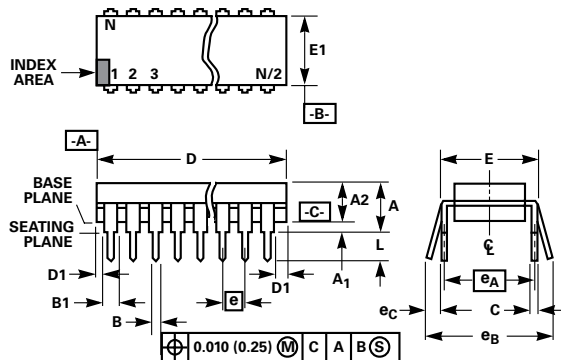 N
E1
INDEX
AREA
1 2 3
N/2
-B-
-A-
D
E
BASE
PLANE
A2
A
-C-
SEATING
PLANE
L
C L
D1
A1
D1
B1
e
eA
B
eC
C
eB
0.010 (0.25) M C A B S